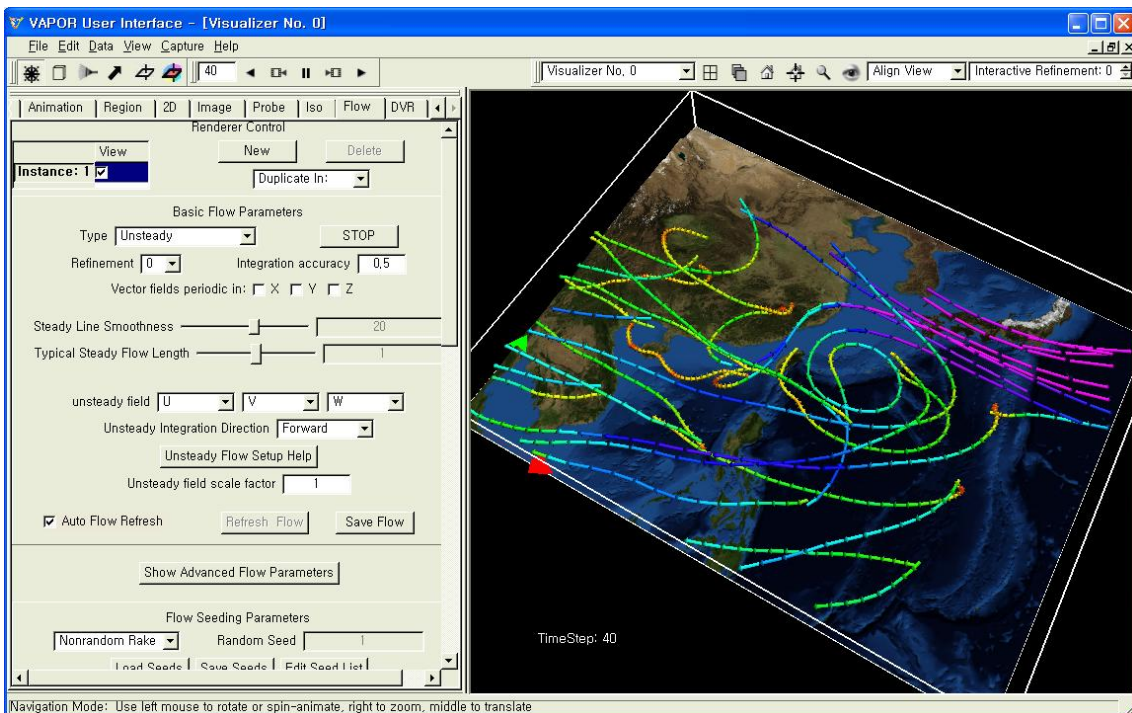 VAPOR User Interface - [Visualizer No. 0]
File Edit Data View Capture Help
40 Visualizer No. 0 Align View Interactive Refinement: 0
Animation Region 2D Image Probe Iso Flow DVR
Renderer Control
View New Delete
Instance: 1
Duplicate In:
Basic Flow Parameters
Type Unsteady STOP
Refinement 0 Integration accuracy 0,5
Vector fields periodic in: X Y Z
Steady Line Smoothness 20
Typical Steady Flow Length 1
unsteady field U V W
Unsteady Integration Direction Forward
Unsteady Flow Setup Help
Unsteady field scale factor 1
Auto Flow Refresh Refresh Flow Save Flow
Show Advanced Flow Parameters
Flow Seeding Parameters
Nonrandom Rake Random Seed 1
Load Seeds Save Seeds Edit Seed List
TimeStep: 40
Navigation Mode: Use left mouse to rotate or spin-animate, right to zoom, middle to translate